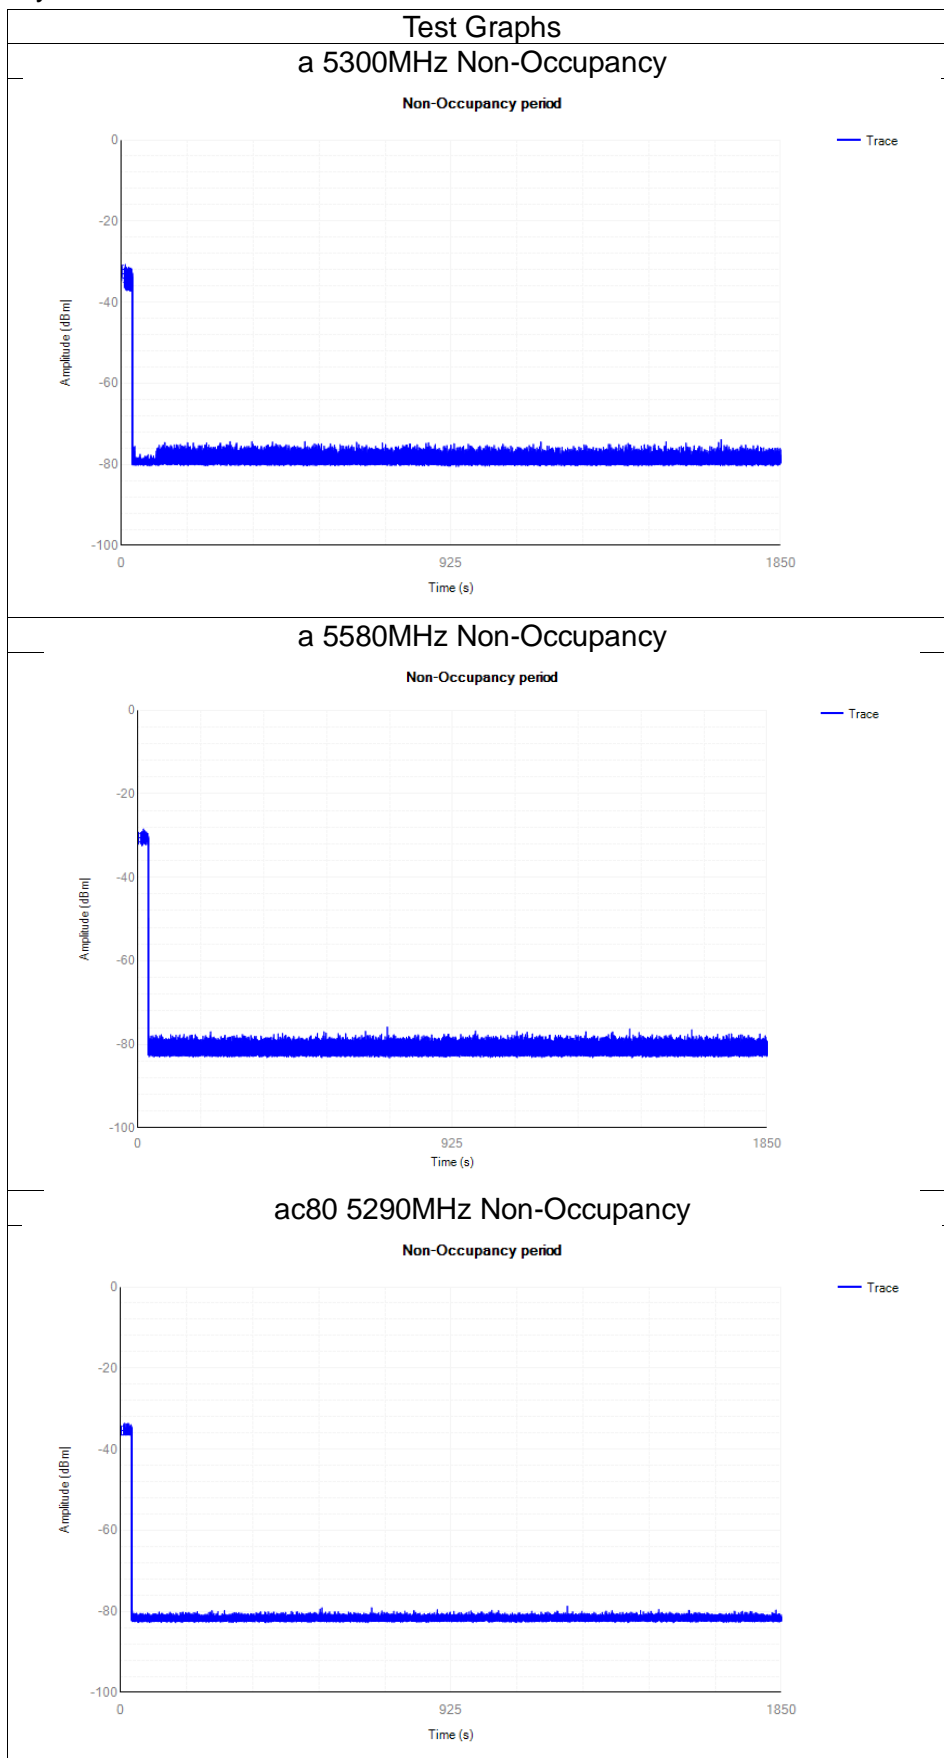 Test Graphs
a 5300MHz Non-Occupancy
Non-Occupancy period
Trace
0
-20
-40
-60
-80
-100
Amplitude [dBm]
0 925 1850
Time (s)
a 5580MHz Non-Occupancy
Non-Occupancy period
Trace
0
-20
-40
-60
-80
-100
Amplitude [dBm]
0 925 1850
Time (s)
ac80 5290MHz Non-Occupancy
Non-Occupancy period
Trace
0
-20
-40
-60
-80
-100
Amplitude [dBm]
0 925 1850
Time (s)